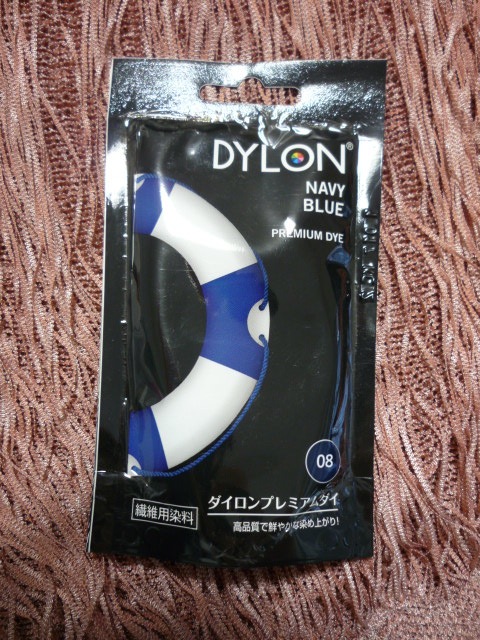 DYLON®
NAVY
BLUE
PREMIUM DYE
08
ダイロンプレミアムダイ
繊維用染料
高品質で鮮やかな染め上がり!